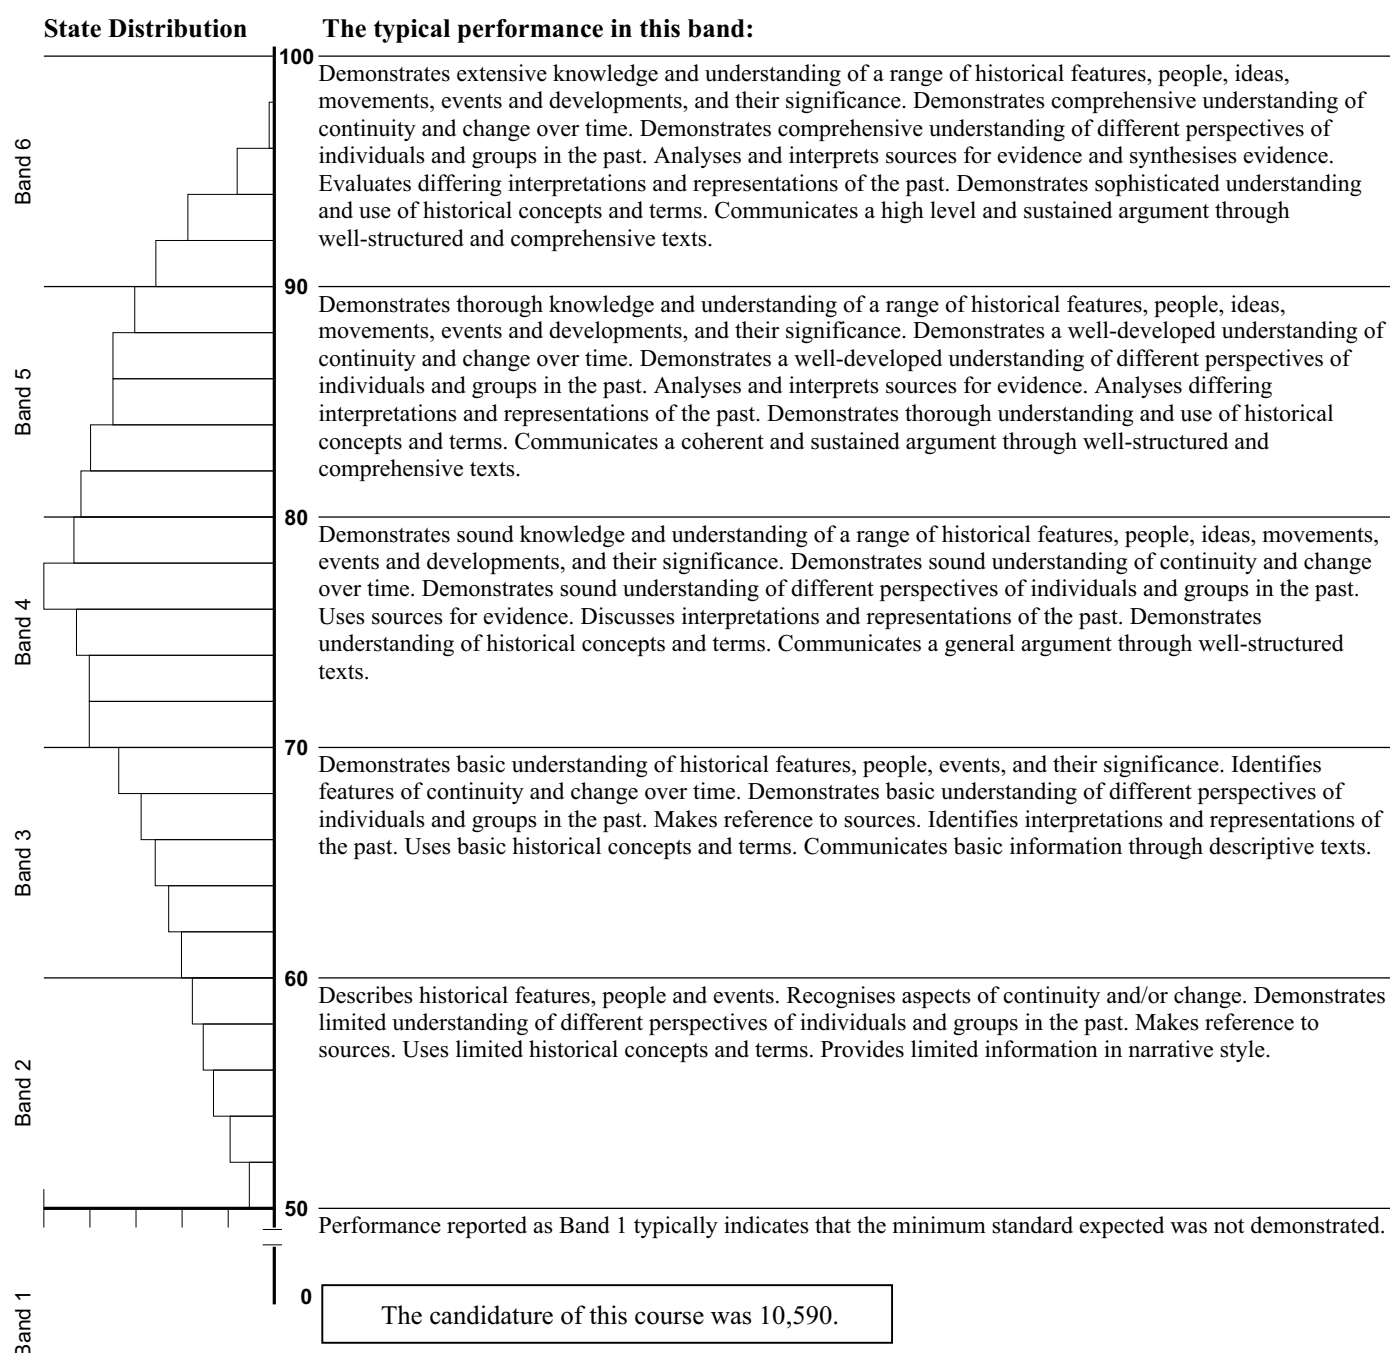 State Distribution
The typical performance in this band:
100
Demonstrates extensive knowledge and understanding of a range of historical features, people, ideas,
movements, events and developments, and their significance. Demonstrates comprehensive understanding of
continuity and change over time. Demonstrates comprehensive understanding of different perspectives of
individuals and groups in the past. Analyses and interprets sources for evidence and synthesises evidence.
Evaluates differing interpretations and representations of the past. Demonstrates sophisticated understanding
and use of historical concepts and terms. Communicates a high level and sustained argument through
well-structured and comprehensive texts.
Band 6
90
Demonstrates thorough knowledge and understanding of a range of historical features, people, ideas,
movements, events and developments, and their significance. Demonstrates a well-developed understanding of
continuity and change over time. Demonstrates a well-developed understanding of different perspectives of
individuals and groups in the past. Analyses and interprets sources for evidence. Analyses differing
interpretations and representations of the past. Demonstrates thorough understanding and use of historical
concepts and terms. Communicates a coherent and sustained argument through well-structured and
comprehensive texts.
Band 5
80
Demonstrates sound knowledge and understanding of a range of historical features, people, ideas, movements,
events and developments, and their significance. Demonstrates sound understanding of continuity and change
over time. Demonstrates sound understanding of different perspectives of individuals and groups in the past.
Uses sources for evidence. Discusses interpretations and representations of the past. Demonstrates
understanding of historical concepts and terms. Communicates a general argument through well-structured
texts.
Band 4
70
Demonstrates basic understanding of historical features, people, events, and their significance. Identifies
features of continuity and change over time. Demonstrates basic understanding of different perspectives of
individuals and groups in the past. Makes reference to sources. Identifies interpretations and representations of
the past. Uses basic historical concepts and terms. Communicates basic information through descriptive texts.
Band 3
60
Describes historical features, people and events. Recognises aspects of continuity and/or change. Demonstrates
limited understanding of different perspectives of individuals and groups in the past. Makes reference to
sources. Uses limited historical concepts and terms. Provides limited information in narrative style.
Band 2
50
Performance reported as Band 1 typically indicates that the minimum standard expected was not demonstrated.
0
The candidature of this course was 10,590.
Band 1